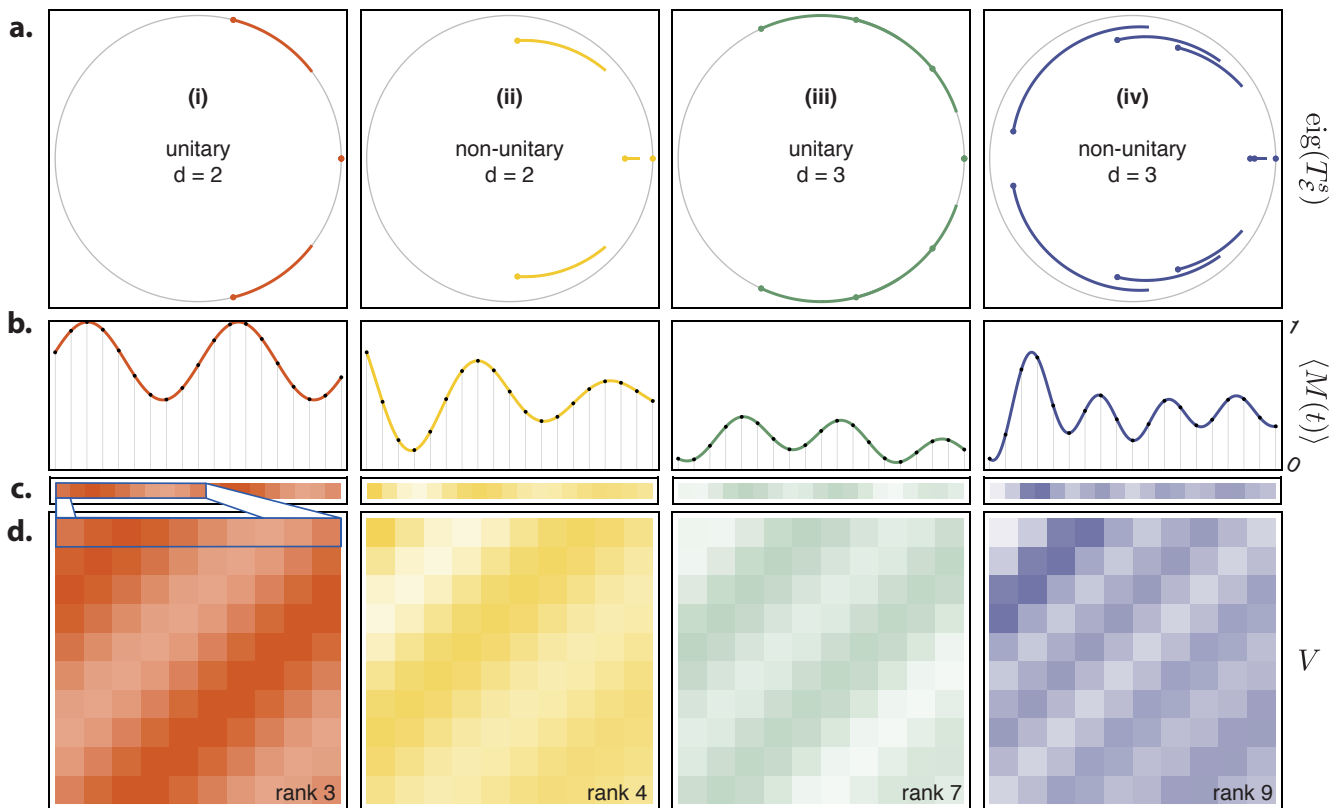 a.
(i)
unitary
d = 2
(ii)
non-unitary
d = 2
(iii)
unitary
d = 3
(iv)
non-unitary
d = 3
eig(T^s_ℰ)
b.
1
⟨M(t)⟩
0
c.
d.
rank 3
rank 4
rank 7
rank 9
V